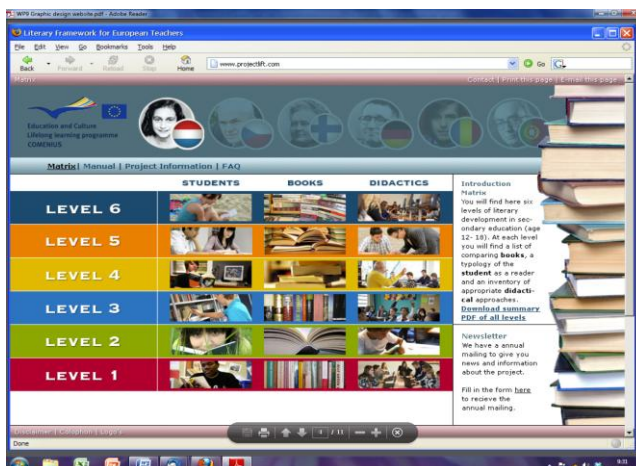 WP9 Graphic design website.pdf - Adobe Reader
Literary Framework for European Teachers
File Edit View Go Bookmarks Tools Help
Back Forward Reload Stop Home www.projectlift.com Go
Matrix Contact | Print this page | E-mail this page
Education and Culture
Lifelong learning programme
COMENIUS
Matrix | Manual | Project Information | FAQ
STUDENTS BOOKS DIDACTICS
LEVEL 6
LEVEL 5
LEVEL 4
LEVEL 3
LEVEL 2
LEVEL 1
Introduction
Matrix
You will find here six
levels of literary
development in sec-
ondary education (age
12- 18). At each level
you will find a list of
comparing books, a
typology of the
student as a reader
and an inventory of
appropriate didacti-
cal approaches.
Download summary
PDF of all levels
Newsletter
We have a annual
mailing to give you
news and information
about the project.
Fill in the form here
to recieve the
annual mailing.
Disclaimer | Colophon | Logo's
4 / 11
Done
9:31